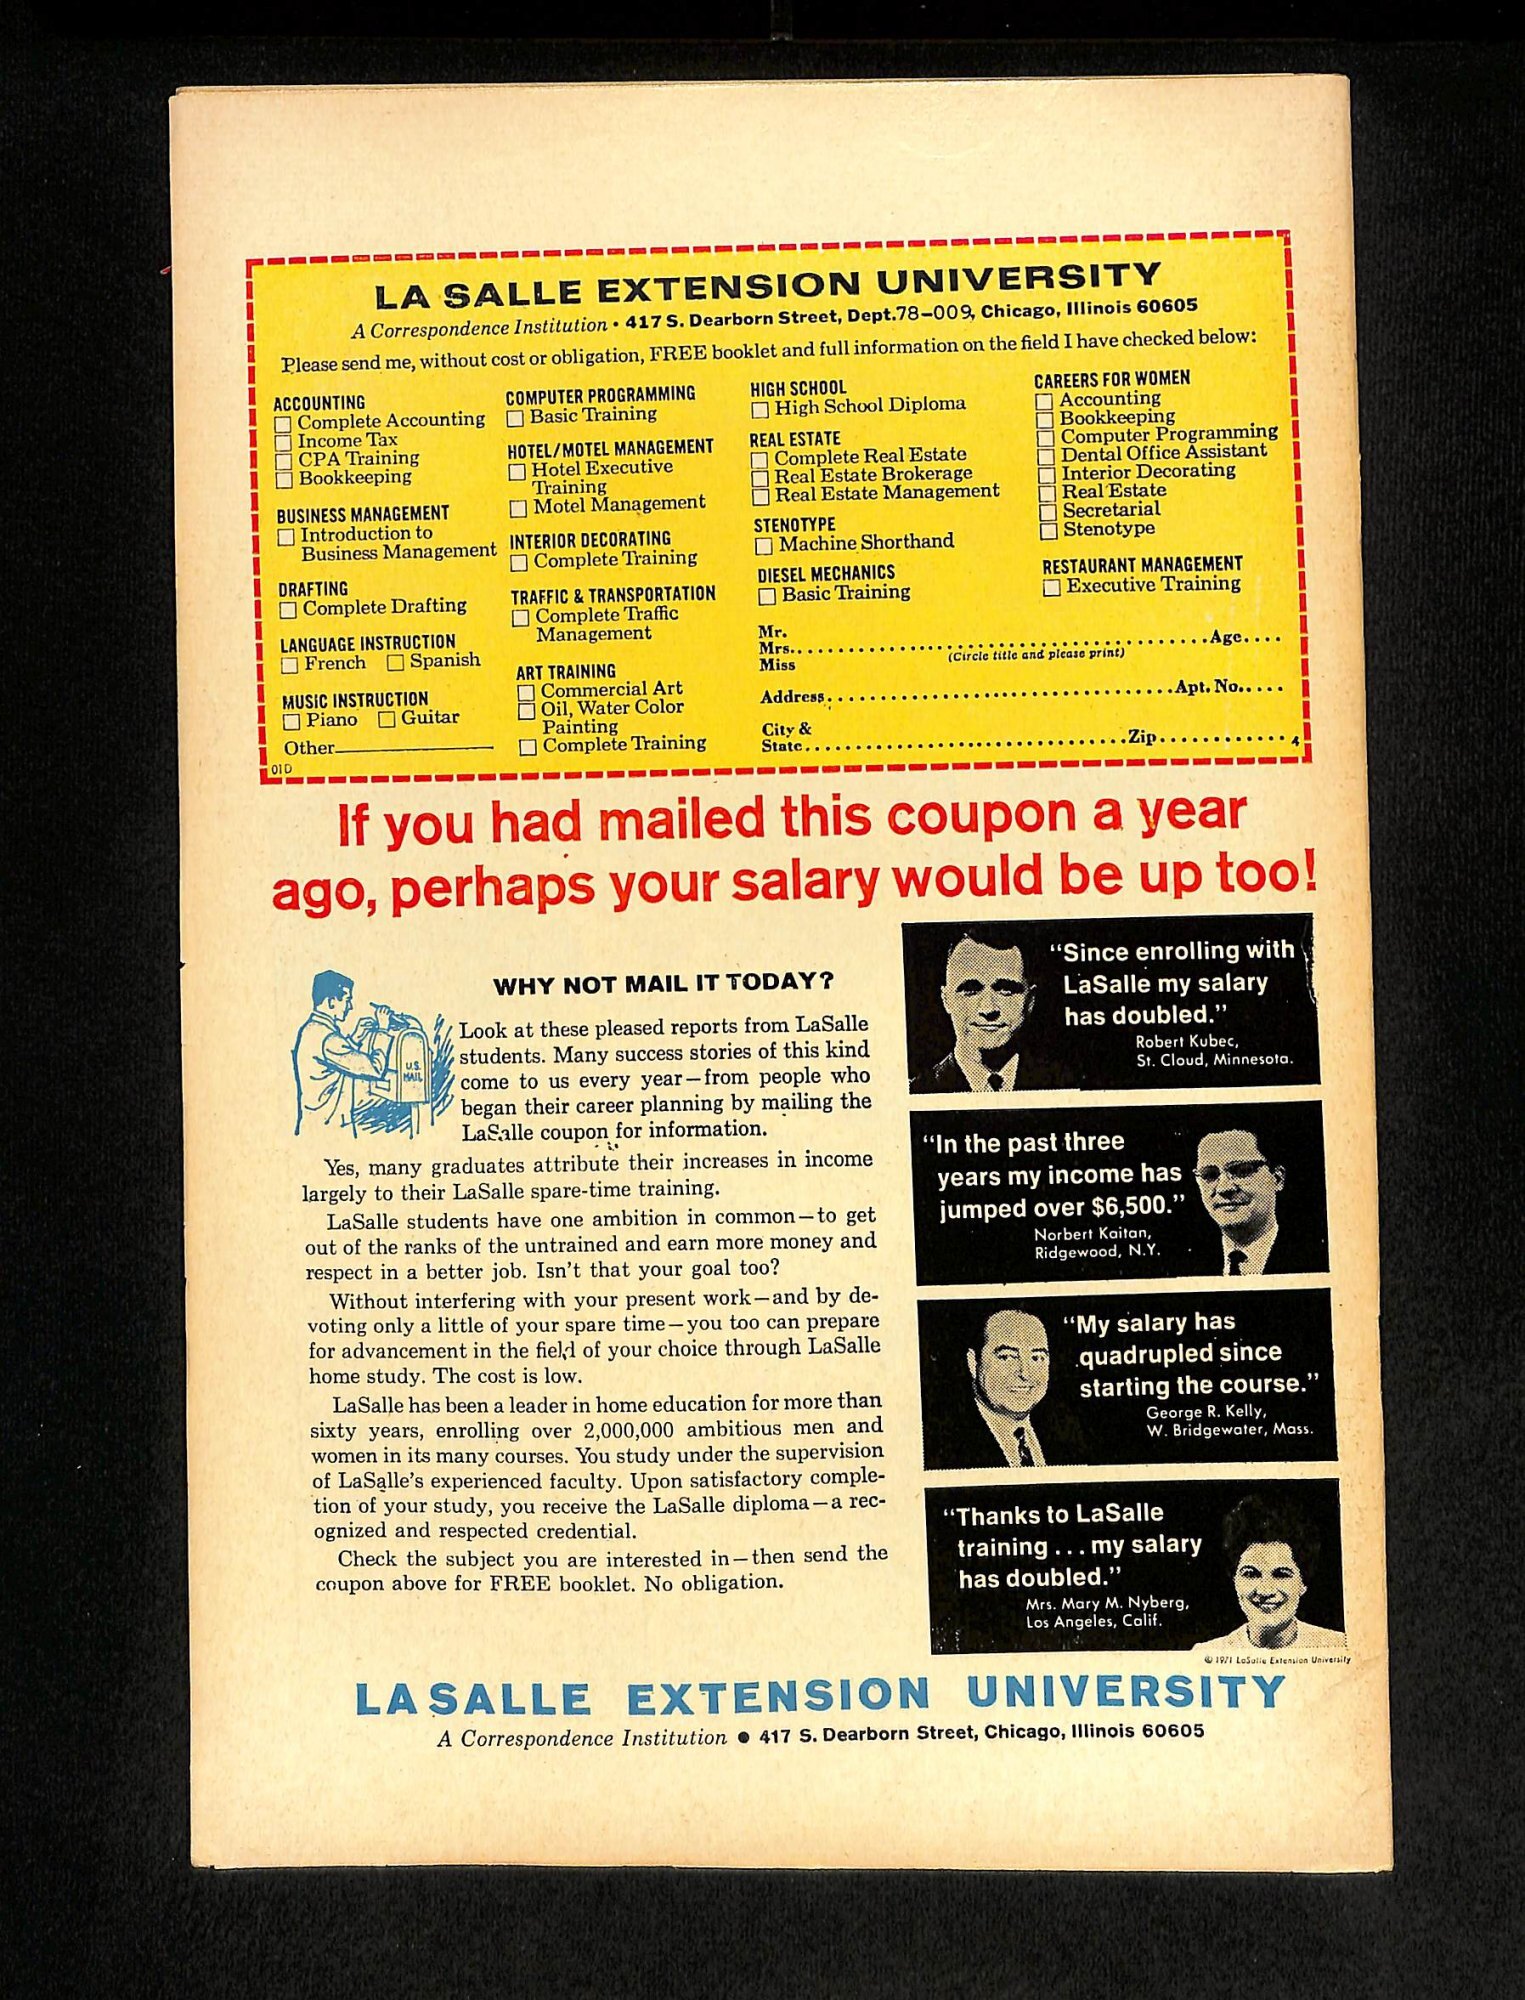 LA SALLE EXTENSION UNIVERSITY
A Correspondence Institution • 417 S. Dearborn Street, Dept.78-009, Chicago, Illinois 60605
Please send me, without cost or obligation, FREE booklet and full information on the field I have checked below:
ACCOUNTING
Complete Accounting
Income Tax
CPA Training
Bookkeeping
BUSINESS MANAGEMENT
Introduction to
Business Management
DRAFTING
Complete Drafting
LANGUAGE INSTRUCTION
French Spanish
MUSIC INSTRUCTION
Piano Guitar
Other
01D
COMPUTER PROGRAMMING
Basic Training
HOTEL/MOTEL MANAGEMENT
Hotel Executive
Training
Motel Management
INTERIOR DECORATING
Complete Training
TRAFFIC & TRANSPORTATION
Complete Traffic
Management
ART TRAINING
Commercial Art
Oil, Water Color
Painting
Complete Training
HIGH SCHOOL
High School Diploma
REAL ESTATE
Complete Real Estate
Real Estate Brokerage
Real Estate Management
STENOTYPE
Machine Shorthand
DIESEL MECHANICS
Basic Training
CAREERS FOR WOMEN
Accounting
Bookkeeping
Computer Programming
Dental Office Assistant
Interior Decorating
Real Estate
Secretarial
Stenotype
RESTAURANT MANAGEMENT
Executive Training
Mr.
Mrs. Age
Miss (Circle title and please print)
Address Apt. No.
City &
State Zip 4
If you had mailed this coupon a year
ago, perhaps your salary would be up too!
WHY NOT MAIL IT TODAY?
U.S.
MAIL
Look at these pleased reports from LaSalle
students. Many success stories of this kind
come to us every year—from people who
began their career planning by mailing the
LaSalle coupon for information.
Yes, many graduates attribute their increases in income
largely to their LaSalle spare-time training.
LaSalle students have one ambition in common—to get
out of the ranks of the untrained and earn more money and
respect in a better job. Isn't that your goal too?
Without interfering with your present work—and by de-
voting only a little of your spare time—you too can prepare
for advancement in the field of your choice through LaSalle
home study. The cost is low.
LaSalle has been a leader in home education for more than
sixty years, enrolling over 2,000,000 ambitious men and
women in its many courses. You study under the supervision
of LaSalle's experienced faculty. Upon satisfactory comple-
tion of your study, you receive the LaSalle diploma—a rec-
ognized and respected credential.
Check the subject you are interested in—then send the
coupon above for FREE booklet. No obligation.
"Since enrolling with
LaSalle my salary
has doubled."
Robert Kubec,
St. Cloud, Minnesota.
"In the past three
years my income has
jumped over $6,500."
Norbert Kaitan,
Ridgewood, N.Y.
"My salary has
quadrupled since
starting the course."
George R. Kelly,
W. Bridgewater, Mass.
"Thanks to LaSalle
training ... my salary
has doubled."
Mrs. Mary M. Nyberg,
Los Angeles, Calif.
© 1971 LaSalle Extension University
LA SALLE EXTENSION UNIVERSITY
A Correspondence Institution • 417 S. Dearborn Street, Chicago, Illinois 60605